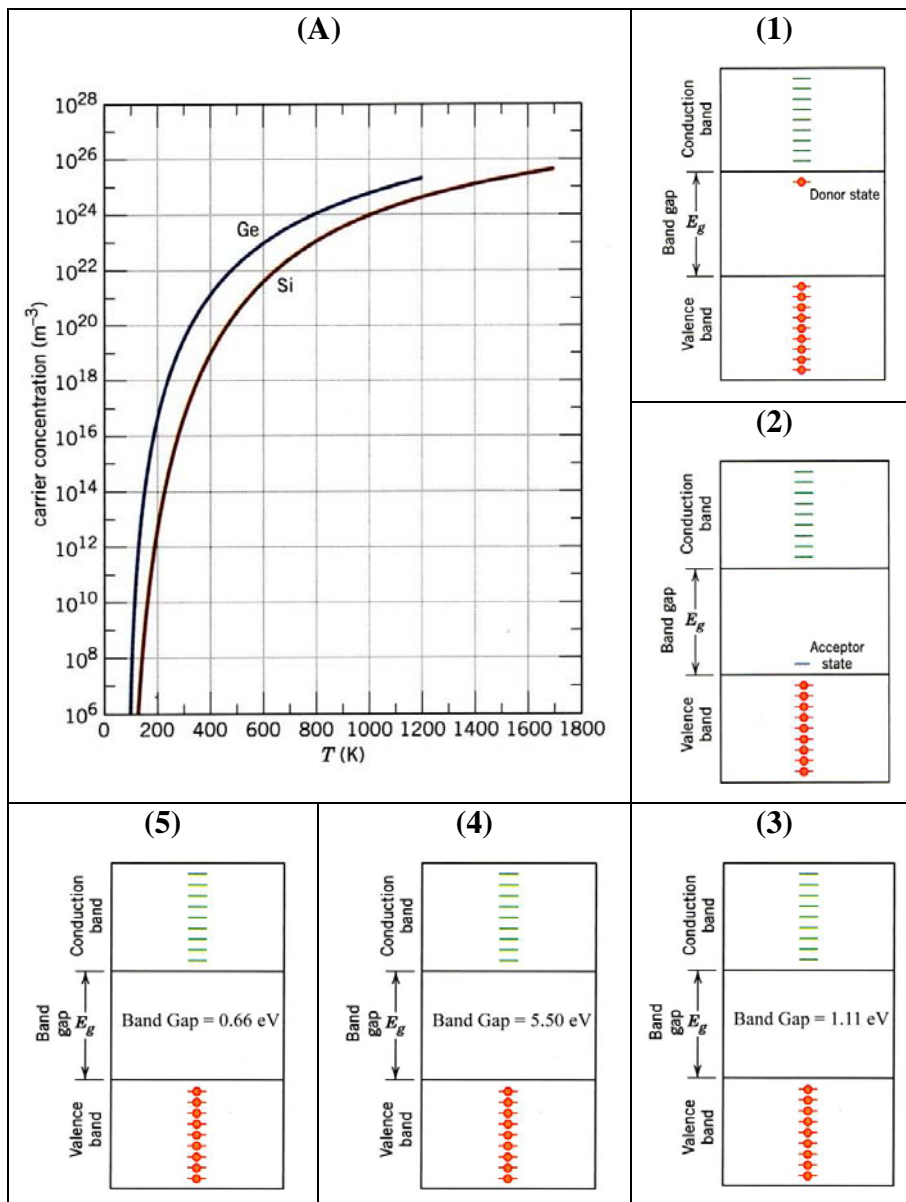 (A)
10^28
10^26
10^24
10^22
10^20
10^18
10^16
10^14
10^12
10^10
10^8
10^6
carrier concentration (m^−3)
Ge
Si
0 200 400 600 800 1000 1200 1400 1600 1800
T (K)
(1)
Conduction
band
Band gap
E_g
Donor state
Valence
band
(2)
Conduction
band
Band gap
E_g
Acceptor
state
Valence
band
(5)
Conduction
band
Band
gap
E_g
Band Gap = 0.66 eV
Valence
band
(4)
Conduction
band
Band
gap
E_g
Band Gap = 5.50 eV
Valence
band
(3)
Conduction
band
Band
gap
E_g
Band Gap = 1.11 eV
Valence
band